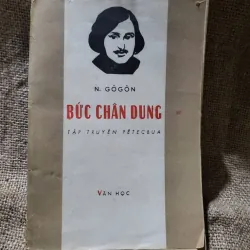 N. GÔGÔN
BỨC CHÂN DUNG
TẬP TRUYỆN PÊTECBUA
VĂN HỌC